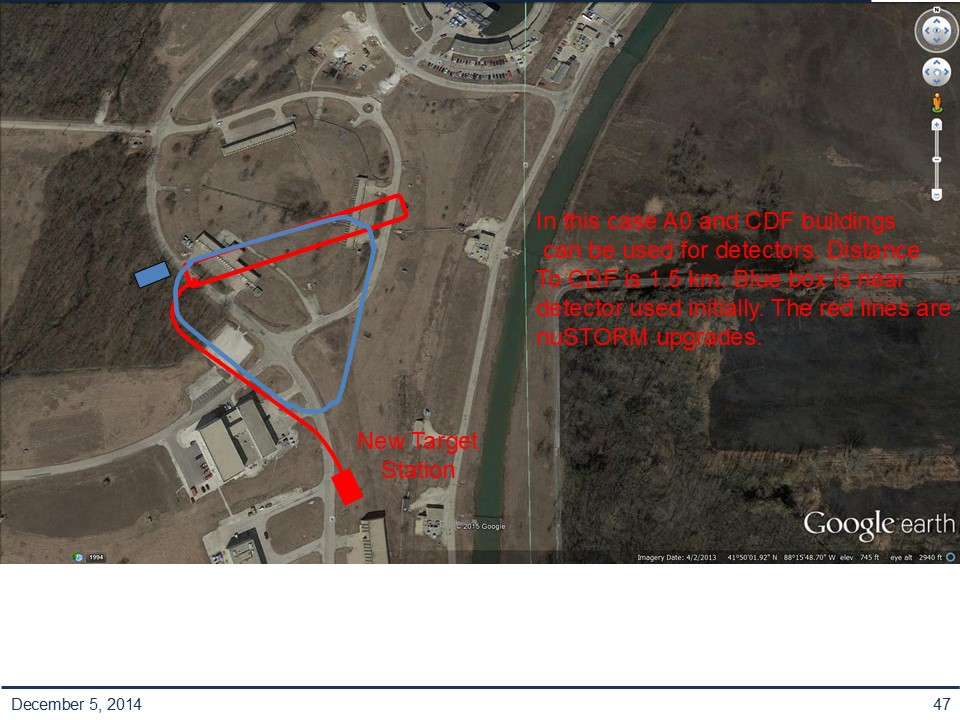 N
In this case A0 and CDF buildings
can be used for detectors. Distance
To CDF is 1.5 km. Blue box is near
detector used initially. The red lines are
nuSTORM upgrades.
New Target
Station
© 2015 Google
Google earth
1994
Imagery Date: 4/2/2013 41°50'01.92" N 88°15'48.70" W elev 745 ft eye alt 2940 ft
December 5, 2014
47